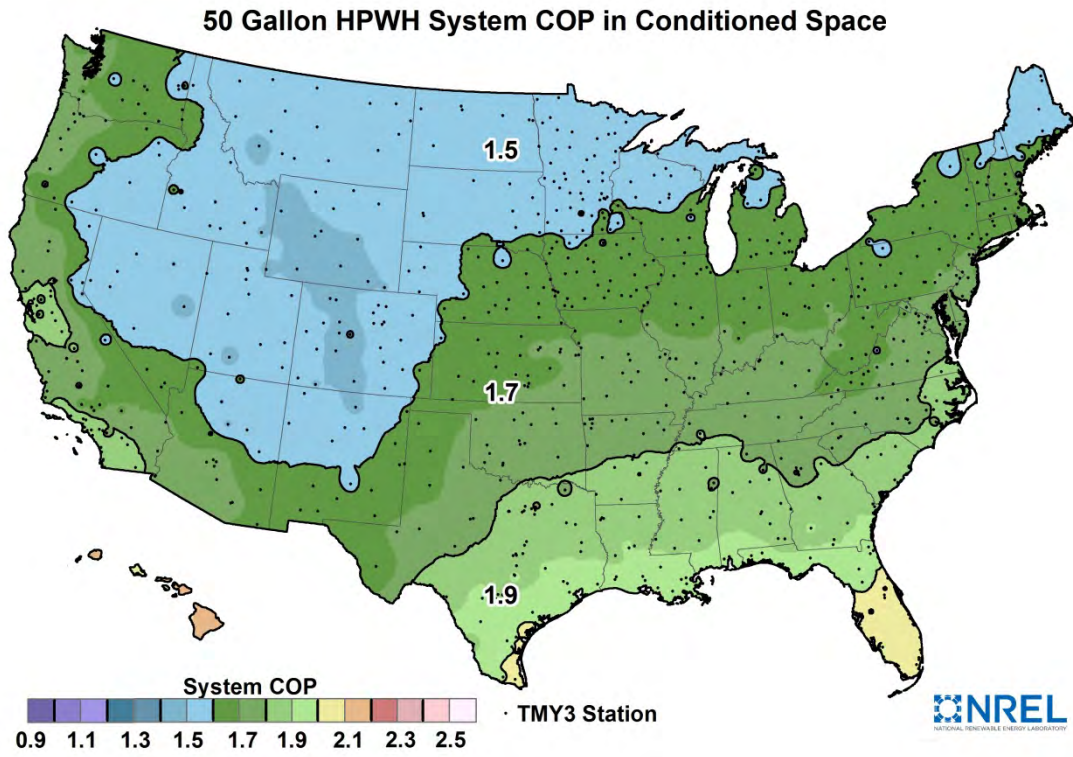 50 Gallon HPWH System COP in Conditioned Space
1.5
1.7
1.9
System COP
0.9 1.1 1.3 1.5 1.7 1.9 2.1 2.3 2.5
· TMY3 Station
NREL
NATIONAL RENEWABLE ENERGY LABORATORY